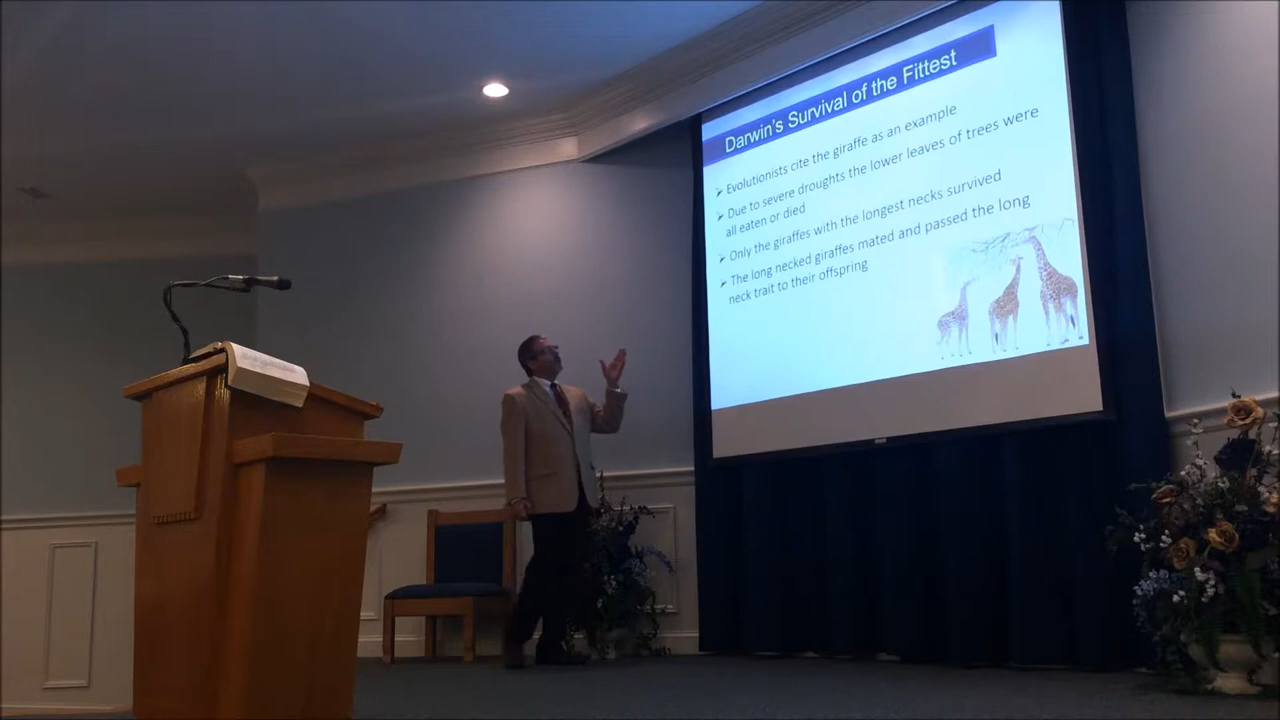 Darwin's Survival of the Fittest
➢ Evolutionists cite the giraffe as an example
➢ Due to severe droughts the lower leaves of trees were
all eaten or died
➢ Only the giraffes with the longest necks survived
➢ The long necked giraffes mated and passed the long
neck trait to their offspring